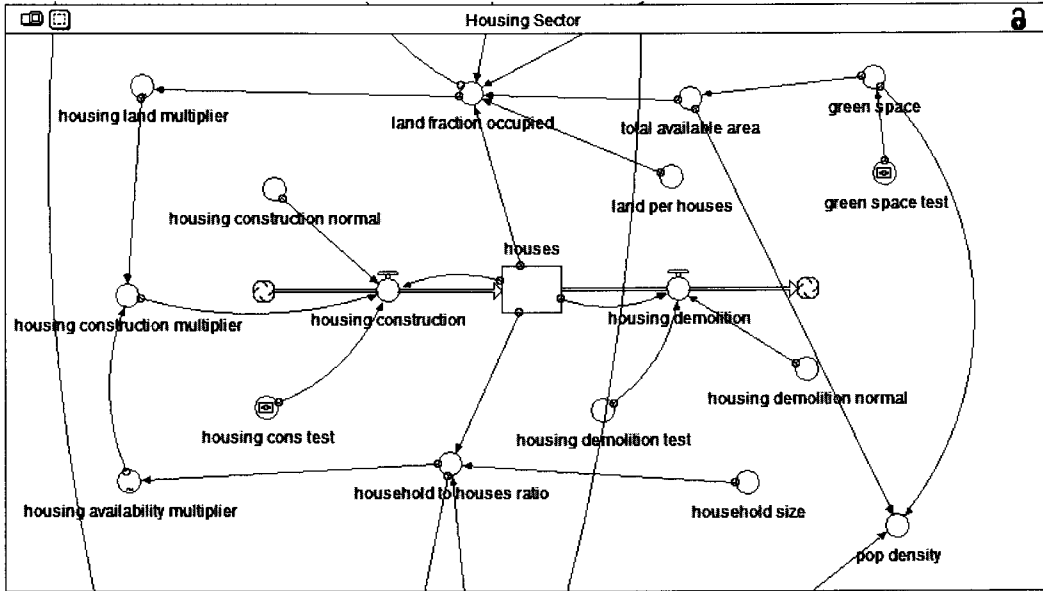 Housing Sector
housing land multiplier
land fraction occupied
total available area
green space
housing construction normal
land per houses
green space test
houses
housing construction multiplier
housing construction
housing demolition
housing demolition normal
housing cons test
housing demolition test
household to houses ratio
housing availability multiplier
household size
pop density